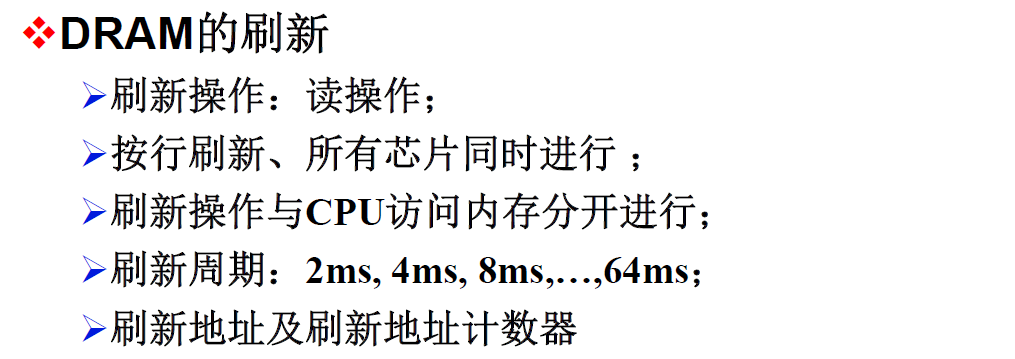 ❖DRAM的刷新
➢刷新操作：读操作；
➢按行刷新、所有芯片同时进行 ；
➢刷新操作与CPU访问内存分开进行；
➢刷新周期：2ms, 4ms, 8ms,…,64ms；
➢刷新地址及刷新地址计数器